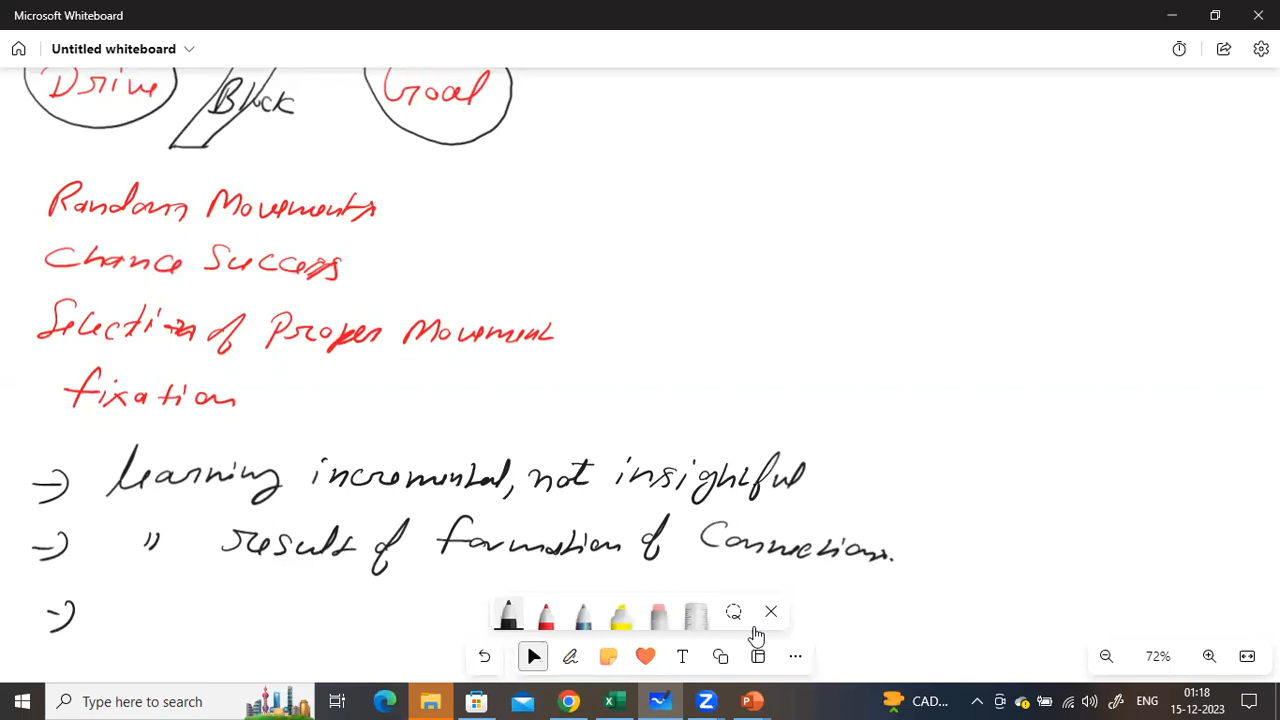 Microsoft Whiteboard
Untitled whiteboard
Drive Block Goal
Random Movements
Chance Success
Selection of Proper Movement
fixation
=) learning incremental, not insightful
=) " result of formation of Connections.
=)
72%
Type here to search
CAD...
ENG
01:18
15-12-2023